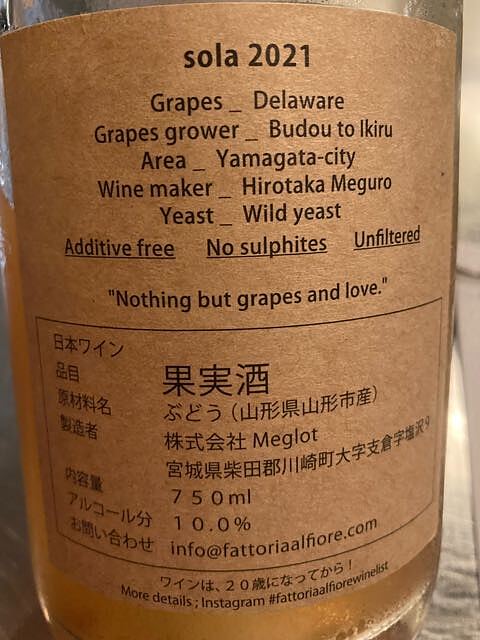 sola 2021
Grapes _ Delaware
Grapes grower _ Budou to Ikiru
Area _ Yamagata-city
Wine maker _ Hirotaka Meguro
Yeast _ Wild yeast
Additive free No sulphites Unfiltered
"Nothing but grapes and love."
日本ワイン
品目 果実酒
原材料名 ぶどう（山形県山形市産）
製造者 株式会社 Meglot
宮城県柴田郡川崎町大字支倉字塩沢9
内容量 ７５０ml
アルコール分 １０.０%
お問い合わせ info@fattoriaalfiore.com
ワインは、２０歳になってから！
More details ; Instagram #fattoriaalfiorewinelist